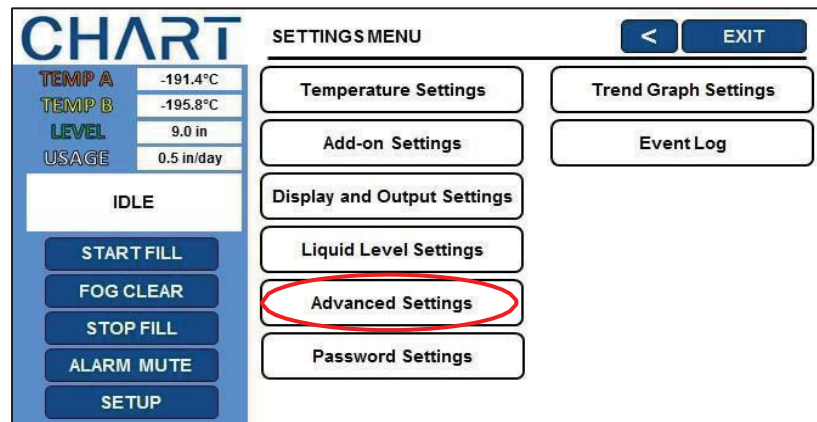 CHART
SETTINGS MENU
< EXIT
TEMP A -191.4°C
TEMP B -195.8°C
LEVEL 9.0 in
USAGE 0.5 in/day
IDLE
START FILL
FOG CLEAR
STOP FILL
ALARM MUTE
SETUP
Temperature Settings
Add-on Settings
Display and Output Settings
Liquid Level Settings
Advanced Settings
Password Settings
Trend Graph Settings
Event Log